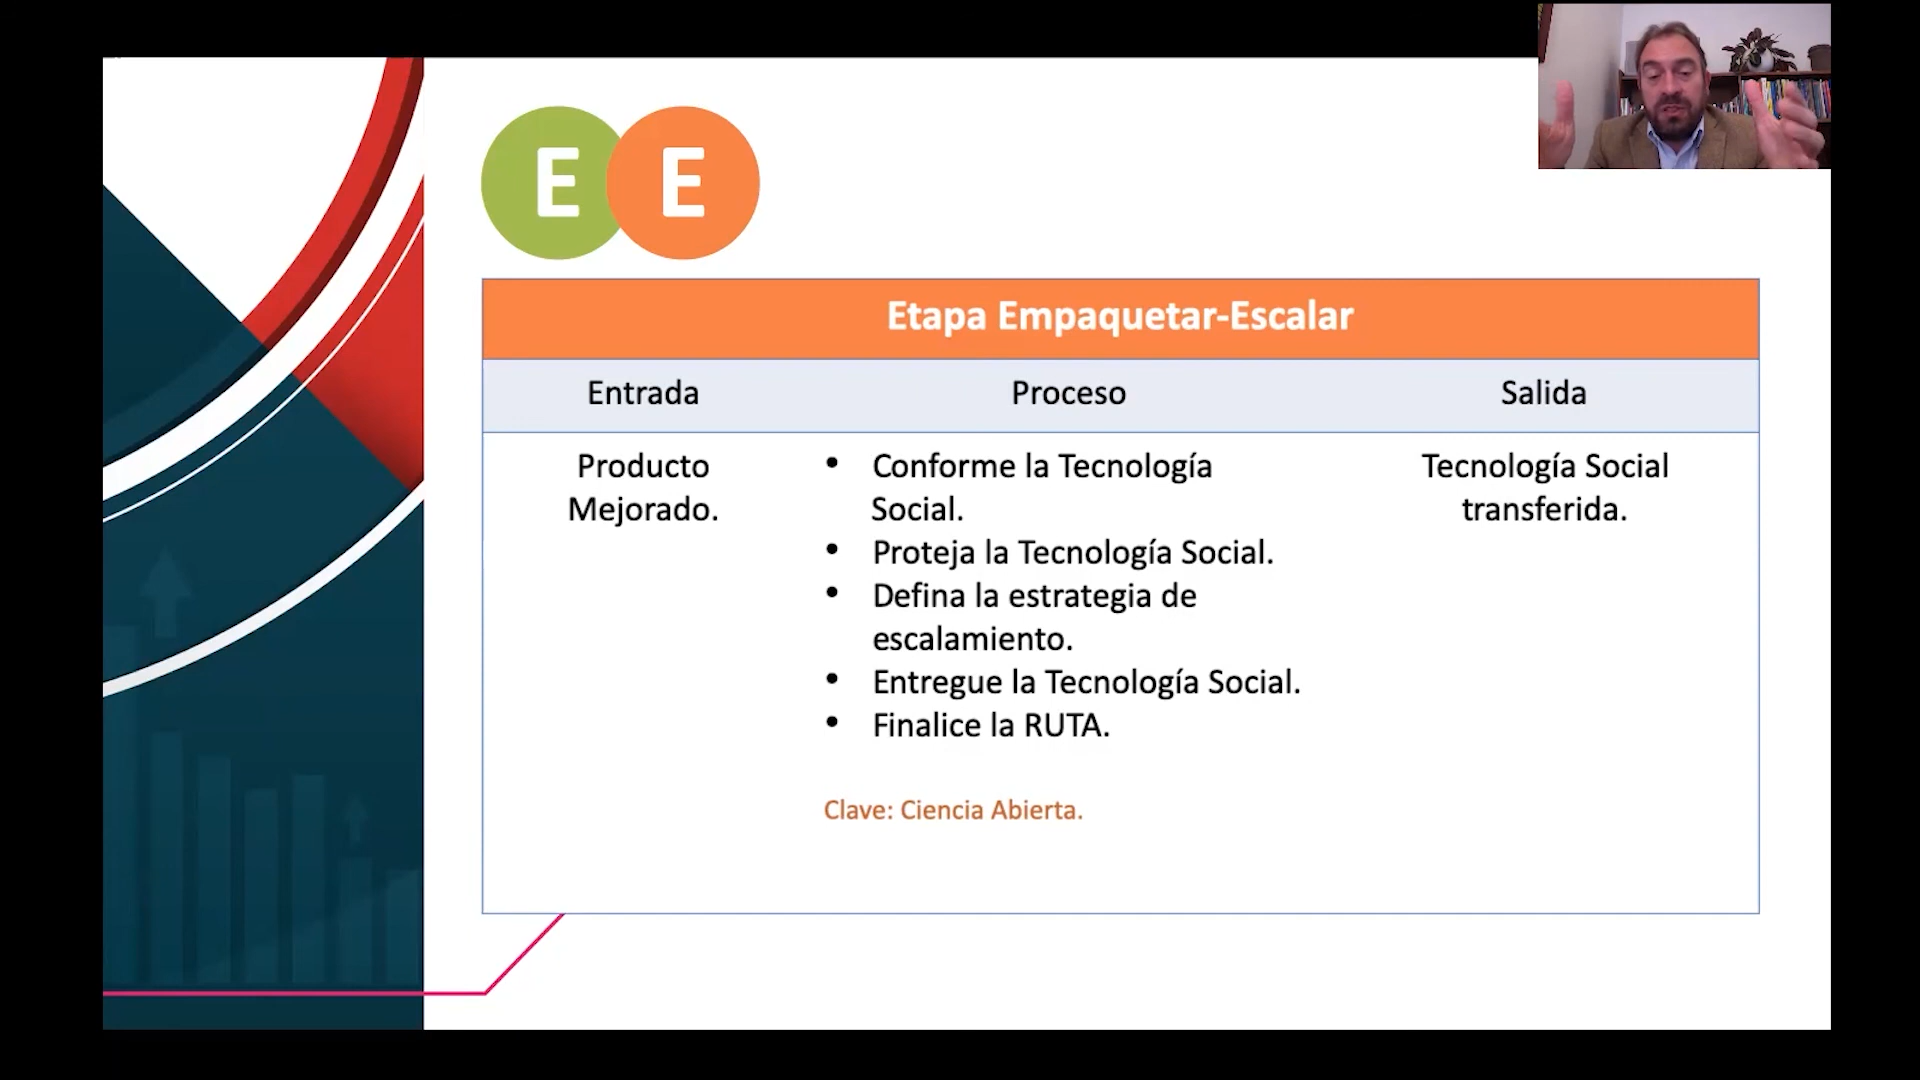 E E
Etapa Empaquetar-Escalar
Entrada Proceso Salida
Producto
Mejorado.
• Conforme la Tecnología
Social.
• Proteja la Tecnología Social.
• Defina la estrategia de
escalamiento.
• Entregue la Tecnología Social.
• Finalice la RUTA.
Clave: Ciencia Abierta.
Tecnología Social
transferida.